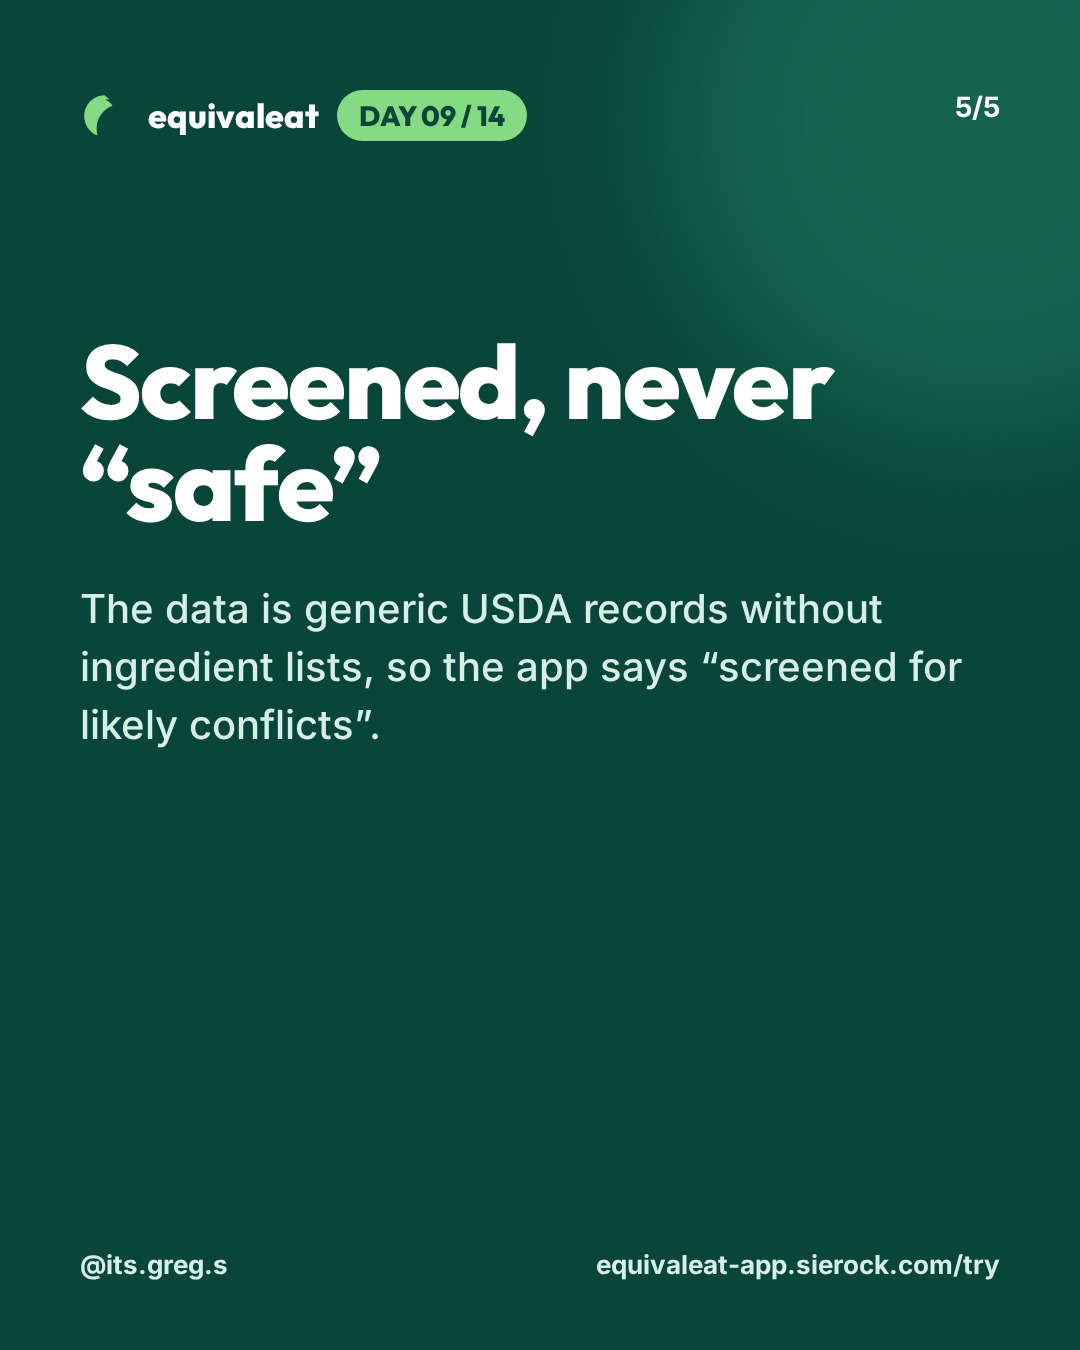 equivaleat
DAY 09 / 14
5/5
Screened, never
“safe”
The data is generic USDA records without
ingredient lists, so the app says “screened for
likely conflicts”.
@its.greg.s
equivaleat-app.sierock.com/try